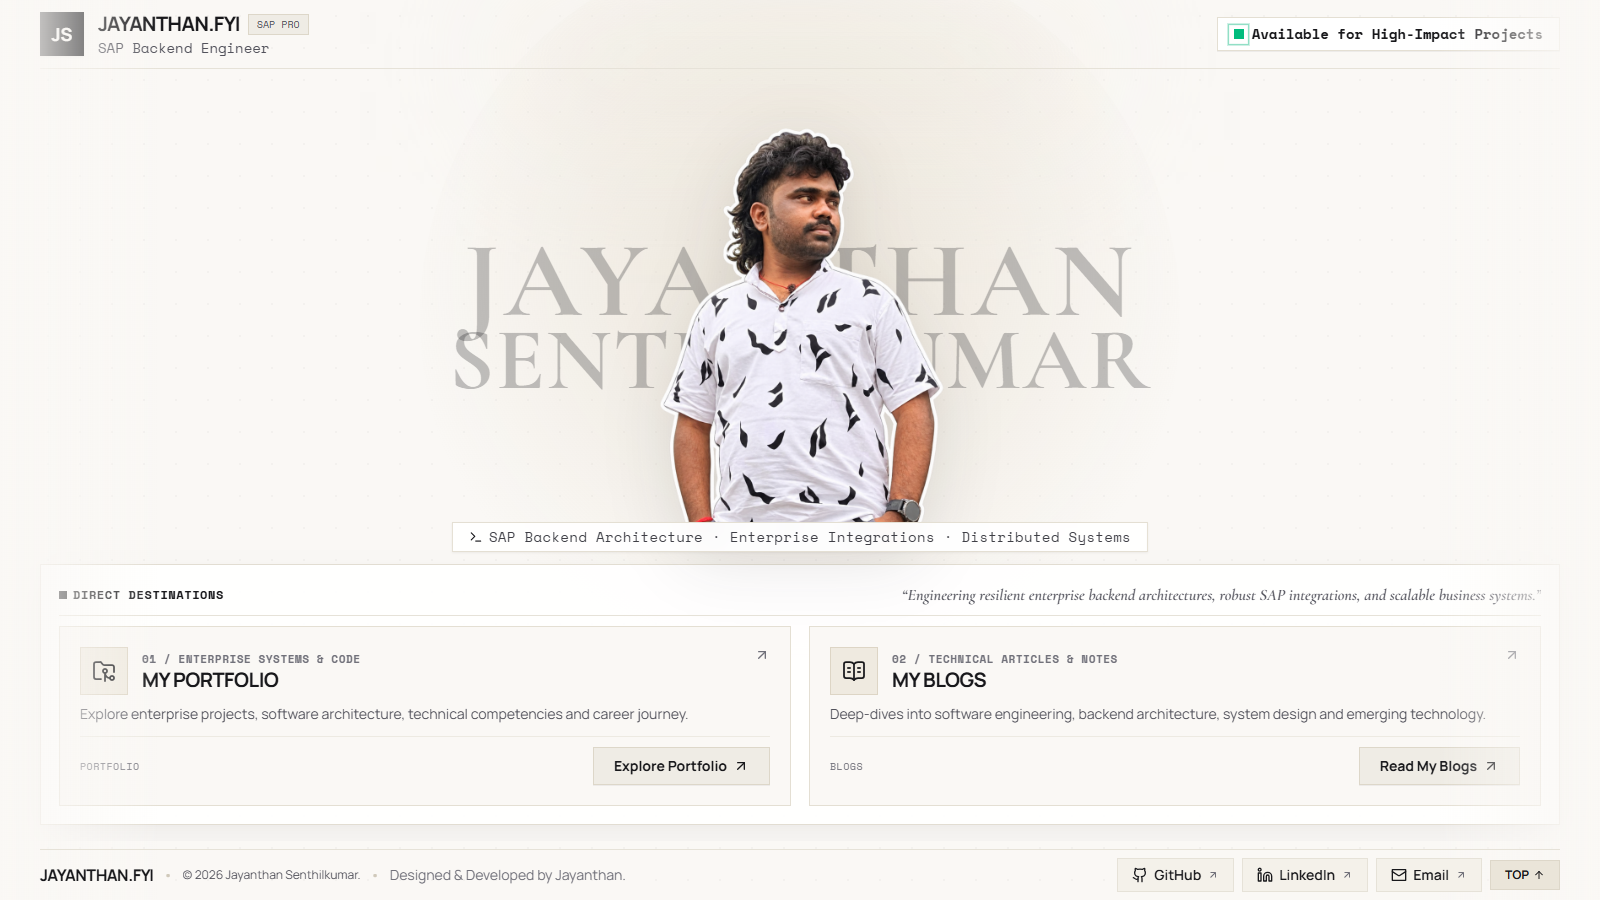 JS
JAYANTHAN.FYI
SAP PRO
SAP Backend Engineer
Available for High-Impact Projects
JAYA THAN
SENT UMAR
SAP Backend Architecture · Enterprise Integrations · Distributed Systems
DIRECT DESTINATIONS
“Engineering resilient enterprise backend architectures, robust SAP integrations, and scalable business systems.”
01 / ENTERPRISE SYSTEMS & CODE
MY PORTFOLIO
Explore enterprise projects, software architecture, technical competencies and career journey.
PORTFOLIO
Explore Portfolio
02 / TECHNICAL ARTICLES & NOTES
MY BLOGS
Deep-dives into software engineering, backend architecture, system design and emerging technology.
BLOGS
Read My Blogs
JAYANTHAN.FYI • © 2026 Jayanthan Senthilkumar. • Designed & Developed by Jayanthan.
GitHub
LinkedIn
Email
TOP ↑